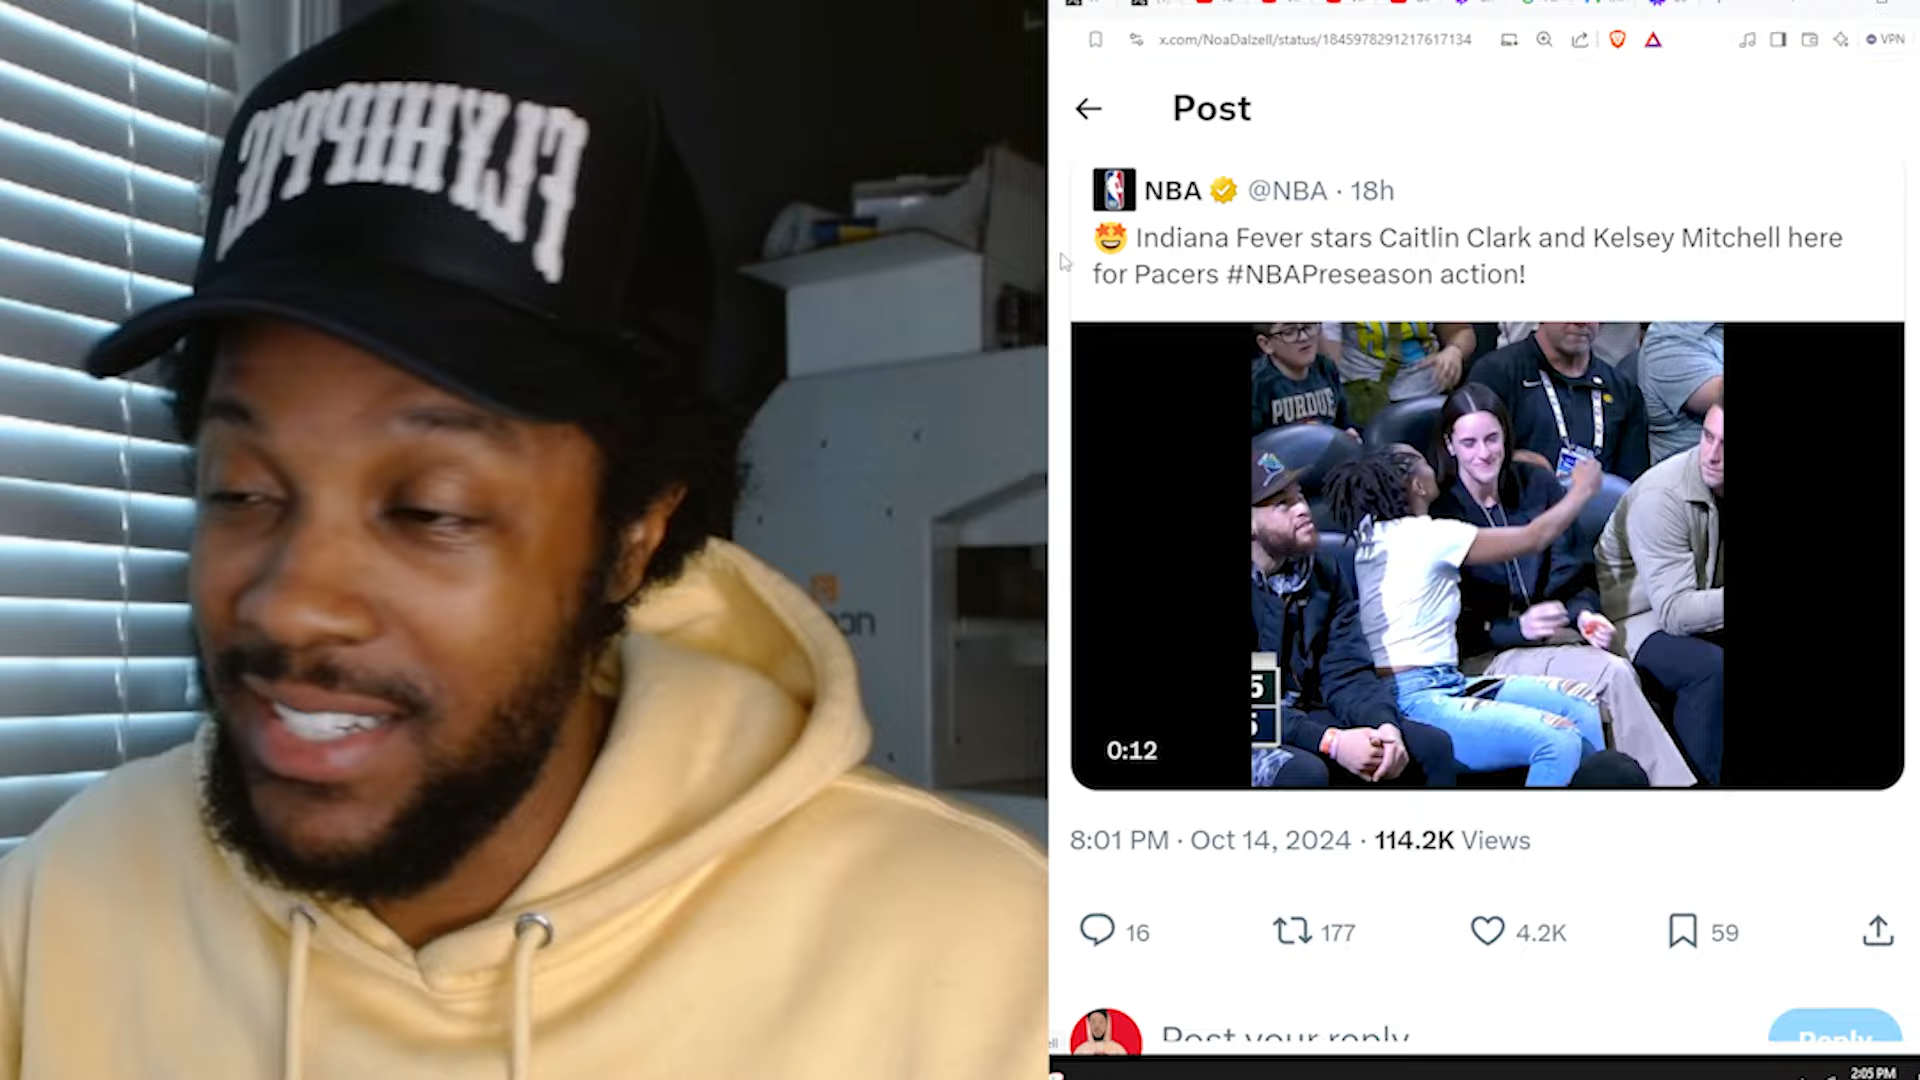 FLYHIPPIE
x.com/NoaDalzell/status/1845978291217617134
VPN
Post
NBA @NBA · 18h
Indiana Fever stars Caitlin Clark and Kelsey Mitchell here
for Pacers #NBAPreseason action!
PURDUE
5
0:12
8:01 PM · Oct 14, 2024 · 114.2K Views
16
177
4.2K
59
Post your reply
Reply
2:05 PM